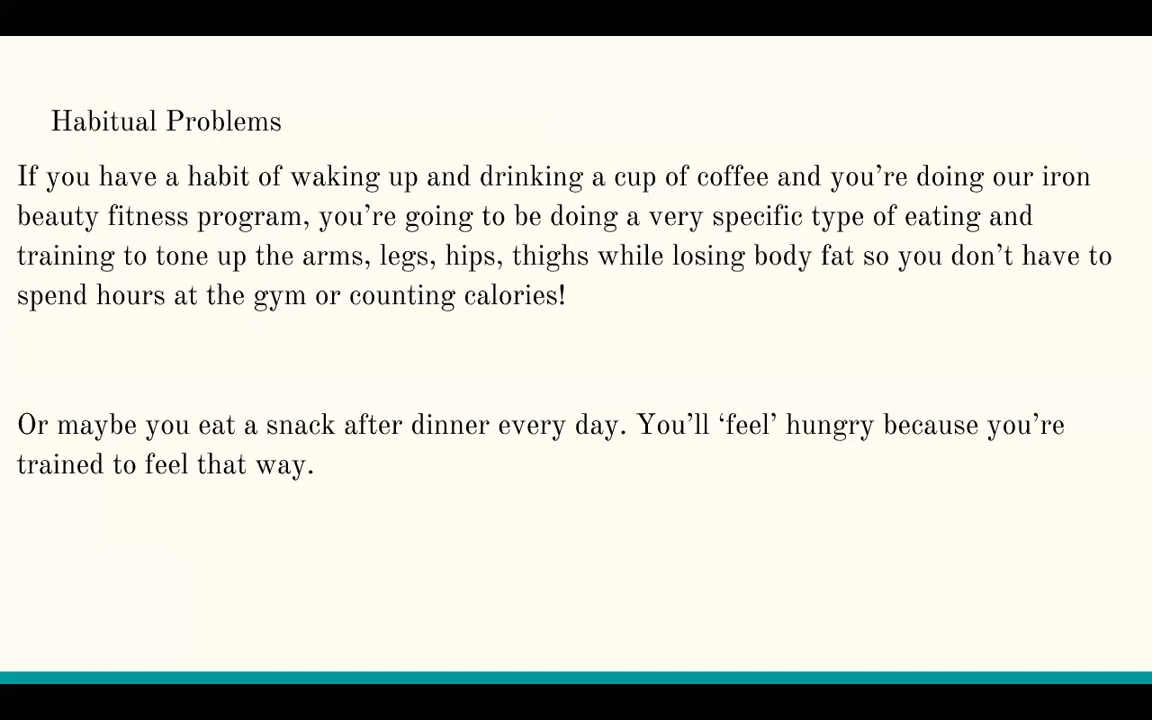 Habitual Problems
If you have a habit of waking up and drinking a cup of coffee and you’re doing our iron
beauty fitness program, you’re going to be doing a very specific type of eating and
training to tone up the arms, legs, hips, thighs while losing body fat so you don’t have to
spend hours at the gym or counting calories!
Or maybe you eat a snack after dinner every day. You’ll ‘feel’ hungry because you’re
trained to feel that way.